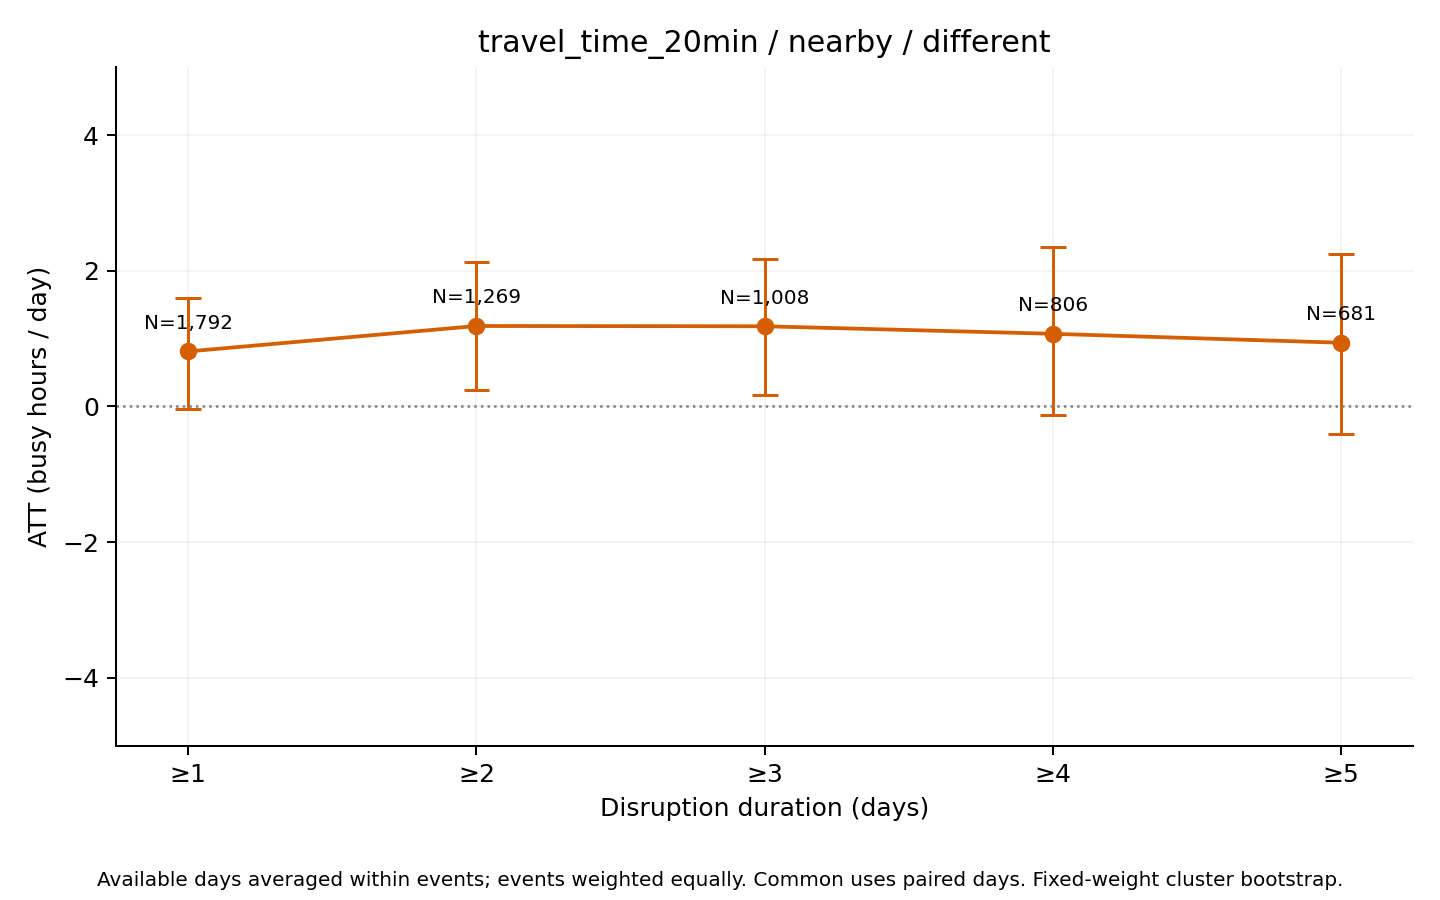 travel_time_20min / nearby / different
ATT (busy hours / day)
4
2
0
−2
−4
N=1,792
N=1,269
N=1,008
N=806
N=681
≥1
≥2
≥3
≥4
≥5
Disruption duration (days)
Available days averaged within events; events weighted equally. Common uses paired days. Fixed-weight cluster bootstrap.